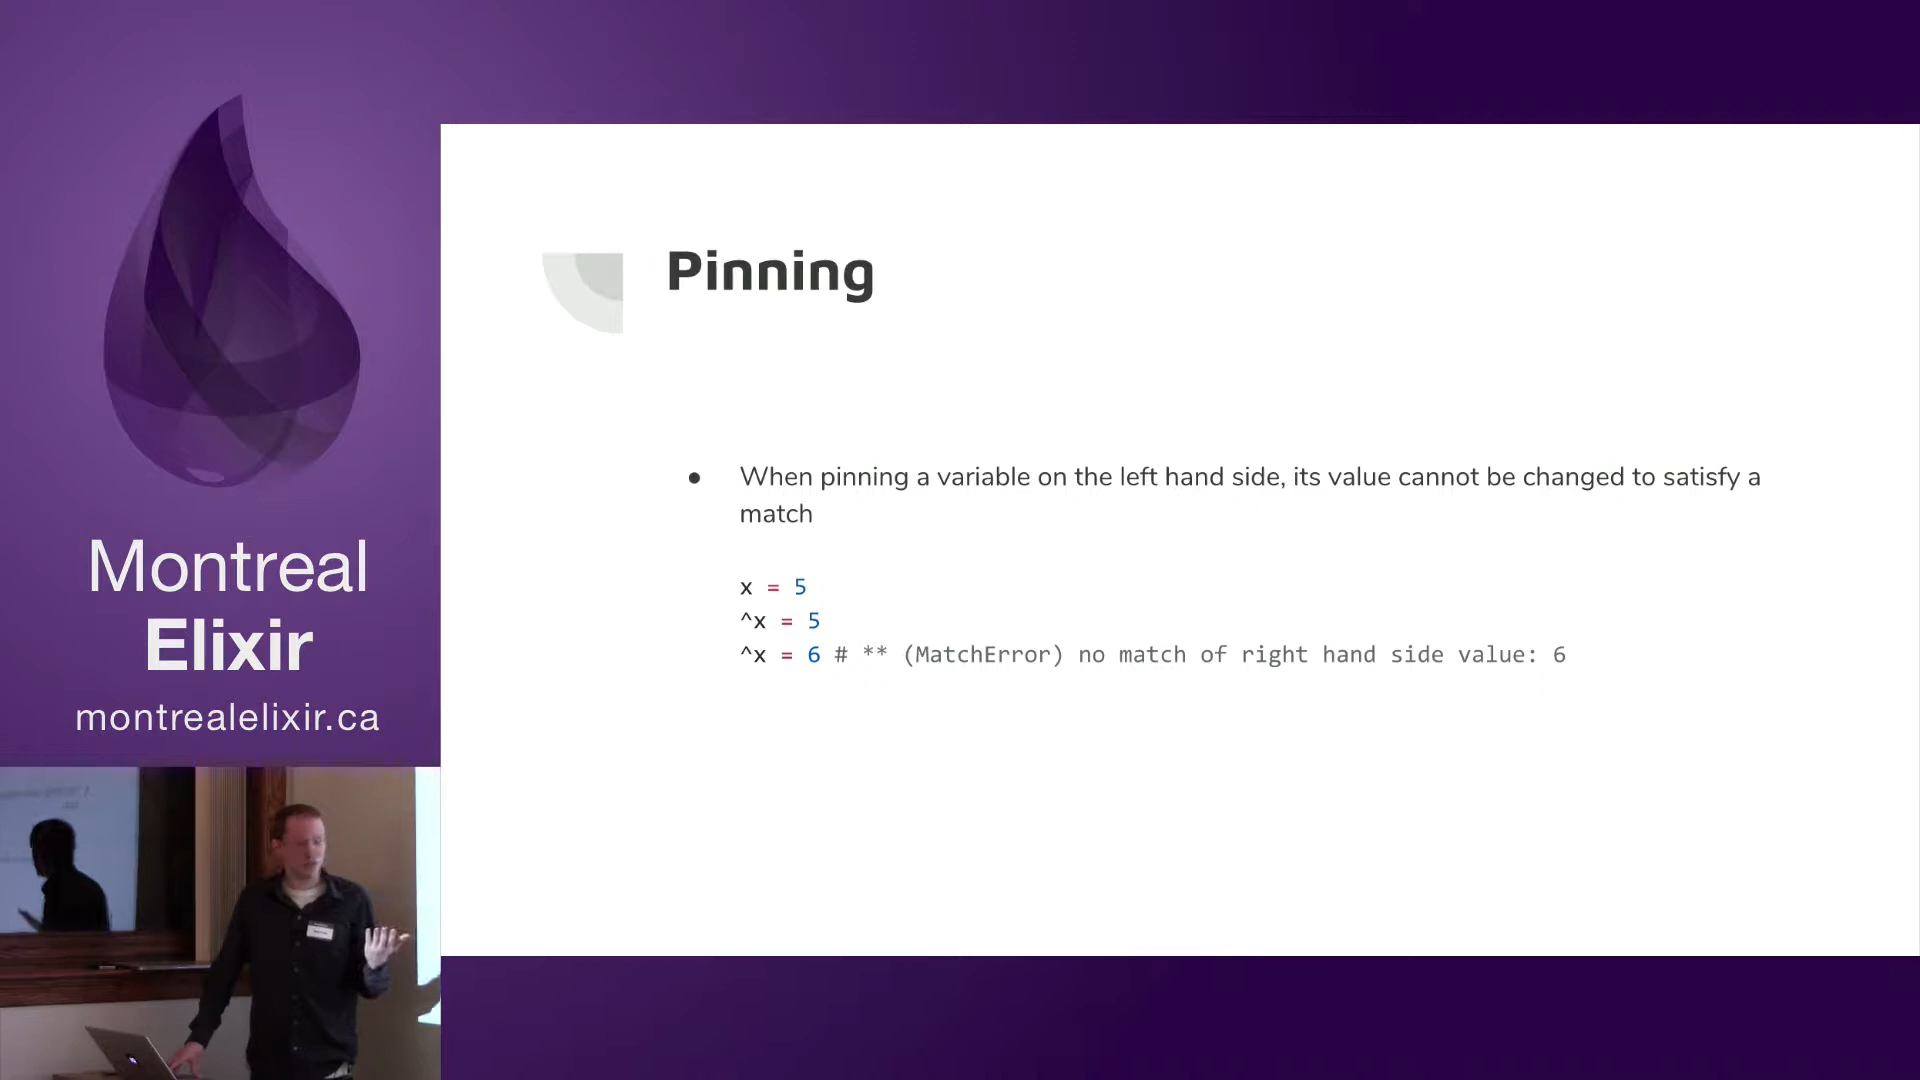 Montreal
Elixir
montrealelixir.ca
Pinning
● When pinning a variable on the left hand side, its value cannot be changed to satisfy a
match
x = 5
^x = 5
^x = 6 # ** (MatchError) no match of right hand side value: 6